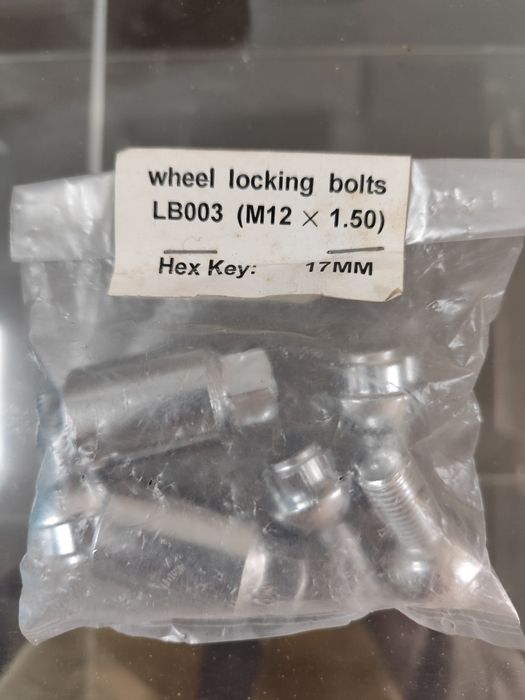 wheel locking bolts
LB003 (M12 × 1.50)
Hex Key: 17MM